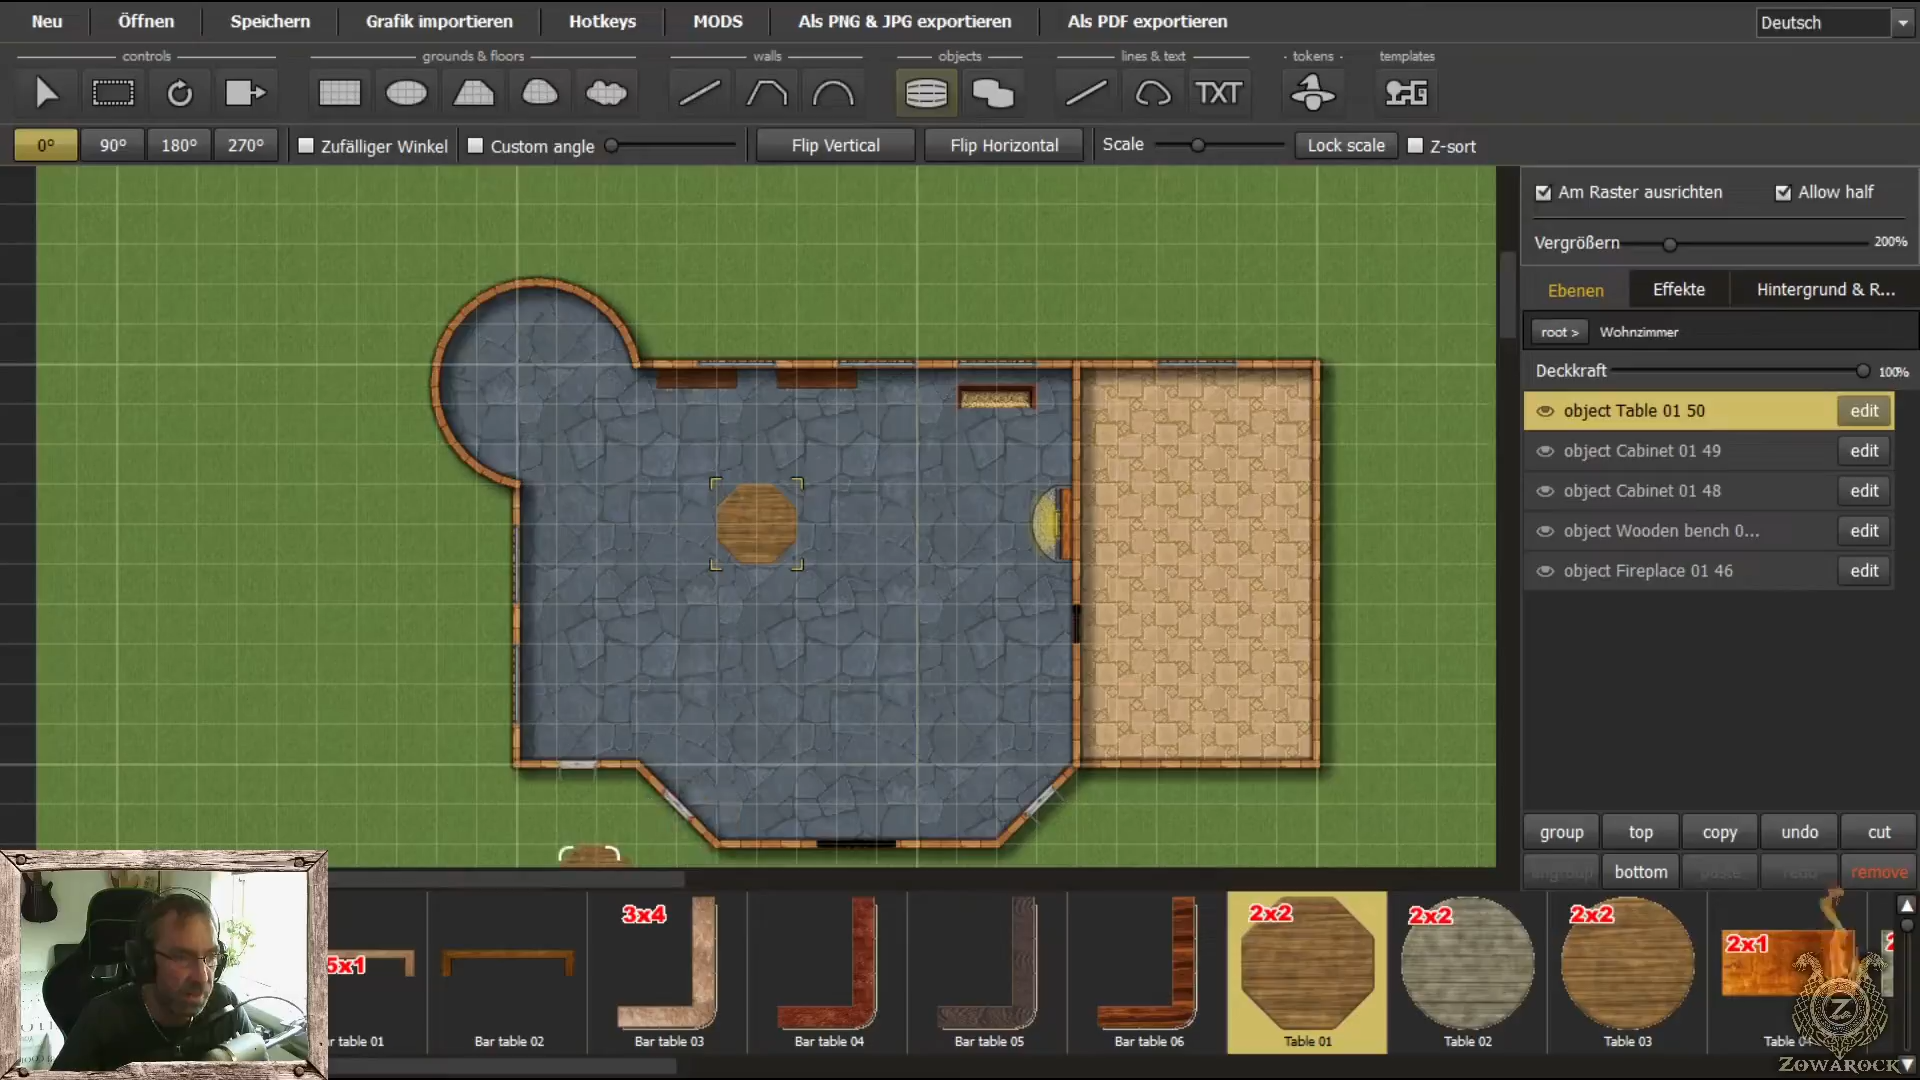 Neu Öffnen Speichern Grafik importieren Hotkeys MODS Als PNG & JPG exportieren Als PDF exportieren Deutsch
controls grounds & floors walls objects lines & text tokens templates
TXT
0° 90° 180° 270° Zufälliger Winkel Custom angle Flip Vertical Flip Horizontal Scale Lock scale Z-sort
Am Raster ausrichten Allow half
Vergrößern 200%
Ebenen Effekte Hintergrund & R...
root > Wohnzimmer
Deckkraft 100%
object Table 01 50 edit
object Cabinet 01 49 edit
object Cabinet 01 48 edit
object Wooden bench 0... edit
object Fireplace 01 46 edit
group top copy undo cut
ungroup bottom paste redo remove
5x1 3x4 2x2 2x2 2x2 2x1
r table 01 Bar table 02 Bar table 03 Bar table 04 Bar table 05 Bar table 06 Table 01 Table 02 Table 03 Table
Z
ZOWAROCK